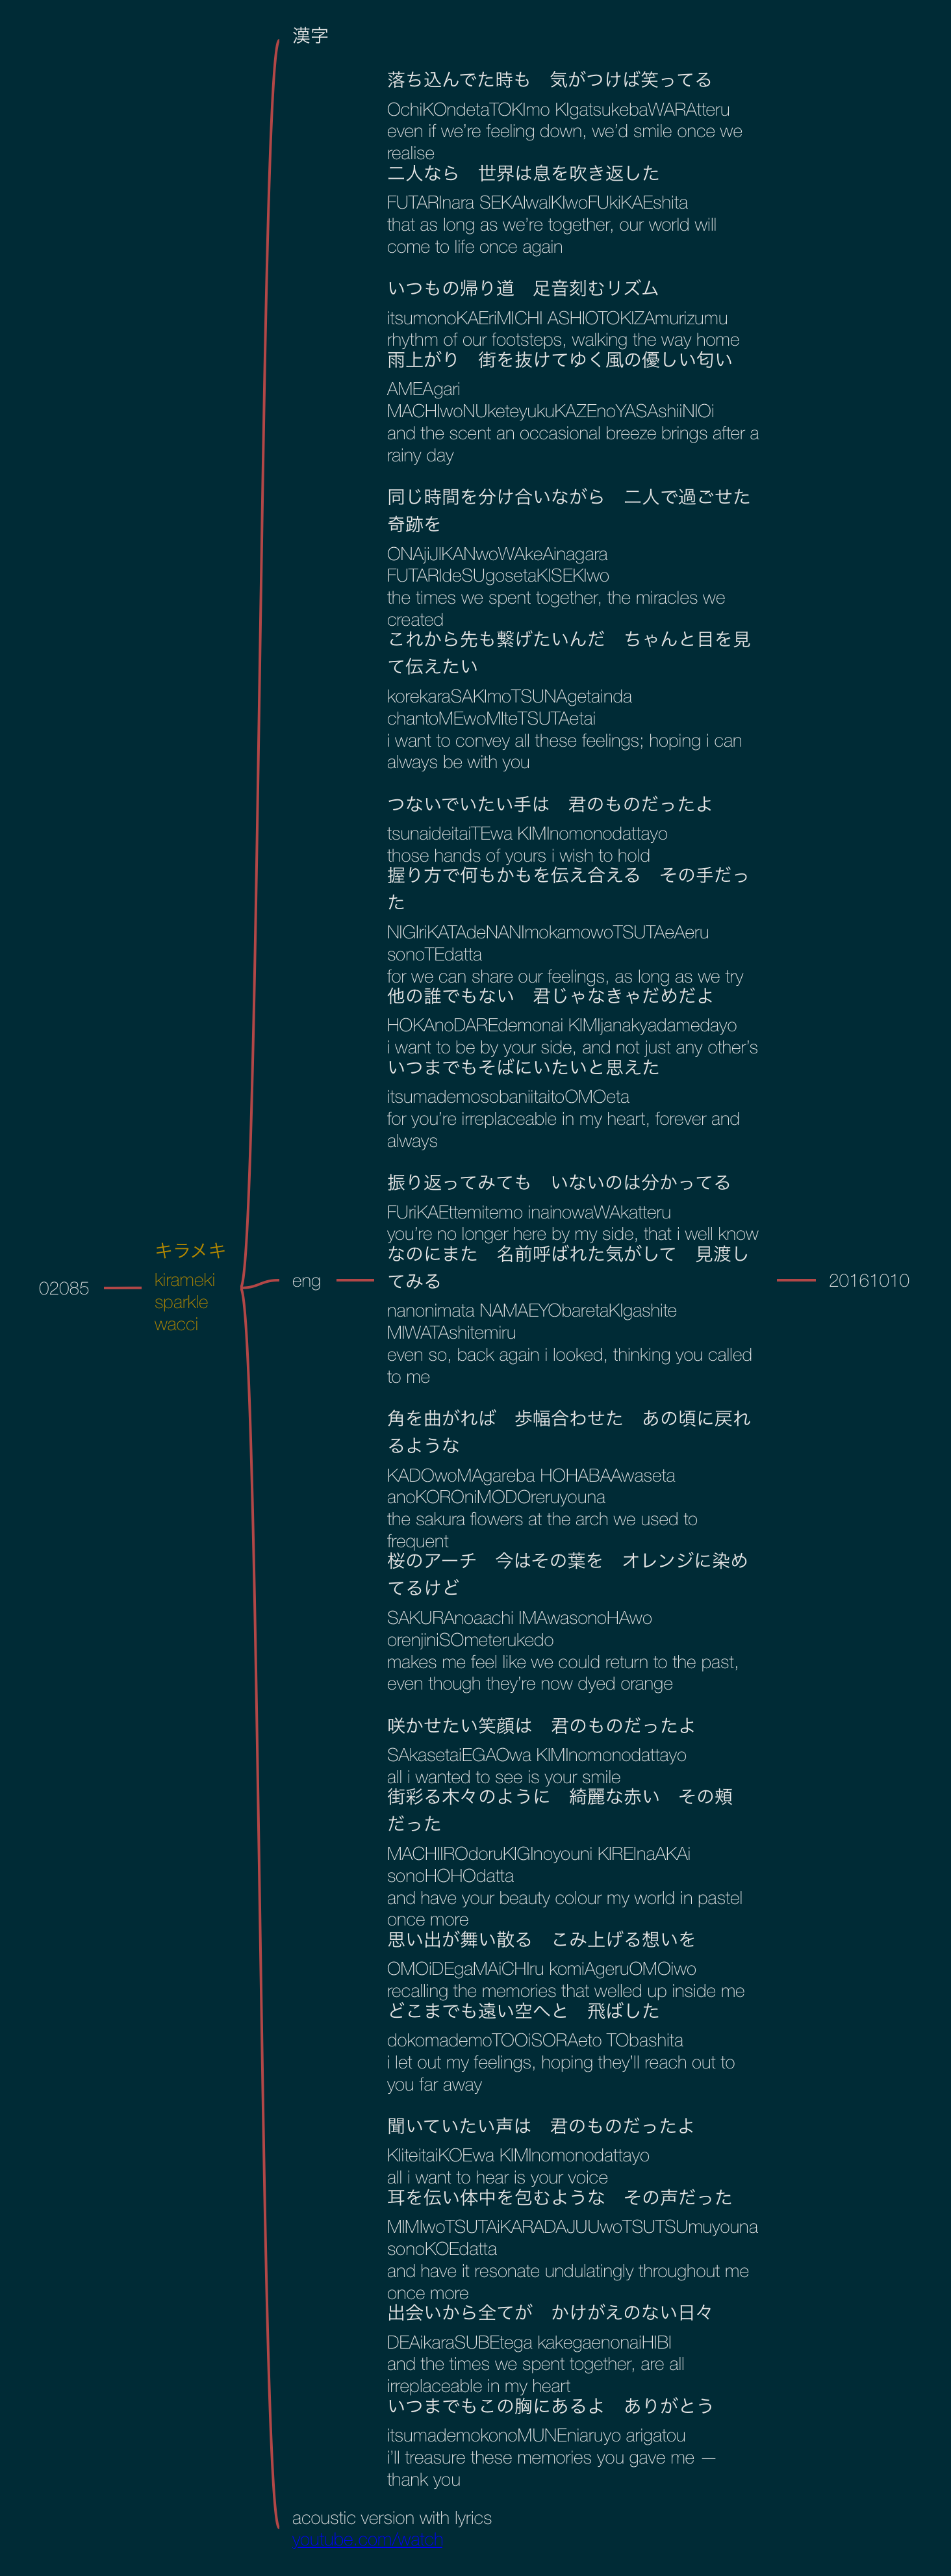 02085
キラメキ
kirameki
sparkle
wacci
漢字
eng
落ち込んでた時も　気がつけば笑ってる
OchiKOndetaTOKImo KIgatsukebaWARAtteru
even if we're feeling down, we'd smile once we
realise
二人なら　世界は息を吹き返した
FUTARInara SEKAIwaIKIwoFUkiKAEshita
that as long as we're together, our world will
come to life once again
いつもの帰り道　足音刻むリズム
itsumonoKAEriMICHI ASHIOTOKIZAmurizumu
rhythm of our footsteps, walking the way home
雨上がり　街を抜けてゆく風の優しい匂い
AMEAgari
MACHIwoNUketeyukuKAZEnoYASAshiiNIOi
and the scent an occasional breeze brings after a
rainy day
同じ時間を分け合いながら　二人で過ごせた
奇跡を
ONAjiJIKANwoWAkeAinagara
FUTARIdeSUgosetaKISEKIwo
the times we spent together, the miracles we
created
これから先も繋げたいんだ　ちゃんと目を見
て伝えたい
korekaraSAKImoTSUNAgetainda
chantoMEwoMIteTSUTAetai
i want to convey all these feelings; hoping i can
always be with you
つないでいたい手は　君のものだったよ
tsunaideitaiTEwa KIMInomonodattayo
those hands of yours i wish to hold
握り方で何もかもを伝え合える　その手だっ
た
NIGIriKATAdeNANImokamowoTSUTAeAeru
sonoTEdatta
for we can share our feelings, as long as we try
他の誰でもない　君じゃなきゃだめだよ
HOKAnoDAREdemonai KIMIjanakyadamedayo
i want to be by your side, and not just any other's
いつまでもそばにいたいと思えた
itsumademosobaniitaitoOMOeta
for you're irreplaceable in my heart, forever and
always
振り返ってみても　いないのは分かってる
FUriKAEttemitemo inainowaWAkatteru
you're no longer here by my side, that i well know
なのにまた　名前呼ばれた気がして　見渡し
てみる
nanonimata NAMAEYObaretaKIgashite
MIWATAshitemiru
even so, back again i looked, thinking you called
to me
角を曲がれば　歩幅合わせた　あの頃に戻れ
るような
KADOwoMAgareba HOHABAAwaseta
anoKOROniMODOreruyouna
the sakura flowers at the arch we used to
frequent
桜のアーチ　今はその葉を　オレンジに染め
てるけど
SAKURAnoaachi IMAwasonoHAwo
orenjiniSOmeterukedo
makes me feel like we could return to the past,
even though they're now dyed orange
咲かせたい笑顔は　君のものだったよ
SAkasetaiEGAOwa KIMInomonodattayo
all i wanted to see is your smile
街彩る木々のように　綺麗な赤い　その頬
だった
MACHIIROdoruKIGInoyouni KIREInaAKAi
sonoHOHOdatta
and have your beauty colour my world in pastel
once more
思い出が舞い散る　こみ上げる想いを
OMOiDEgaMAiCHIru komiAgeruOMOiwo
recalling the memories that welled up inside me
どこまでも遠い空へと　飛ばした
dokomademoTOOiSORAeto TObashita
i let out my feelings, hoping they'll reach out to
you far away
聞いていたい声は　君のものだったよ
KIiteitaiKOEwa KIMInomonodattayo
all i want to hear is your voice
耳を伝い体中を包むような　その声だった
MIMIwoTSUTAiKARADAJUUwoTSUTSUmuyouna
sonoKOEdatta
and have it resonate undulatingly throughout me
once more
出会いから全てが　かけがえのない日々
DEAikaraSUBEtega kakegaenonaiHIBI
and the times we spent together, are all
irreplaceable in my heart
いつまでもこの胸にあるよ　ありがとう
itsumademokonoMUNEniaruyo arigatou
i'll treasure these memories you gave me —
thank you
20161010
acoustic version with lyrics
youtube.com/watch